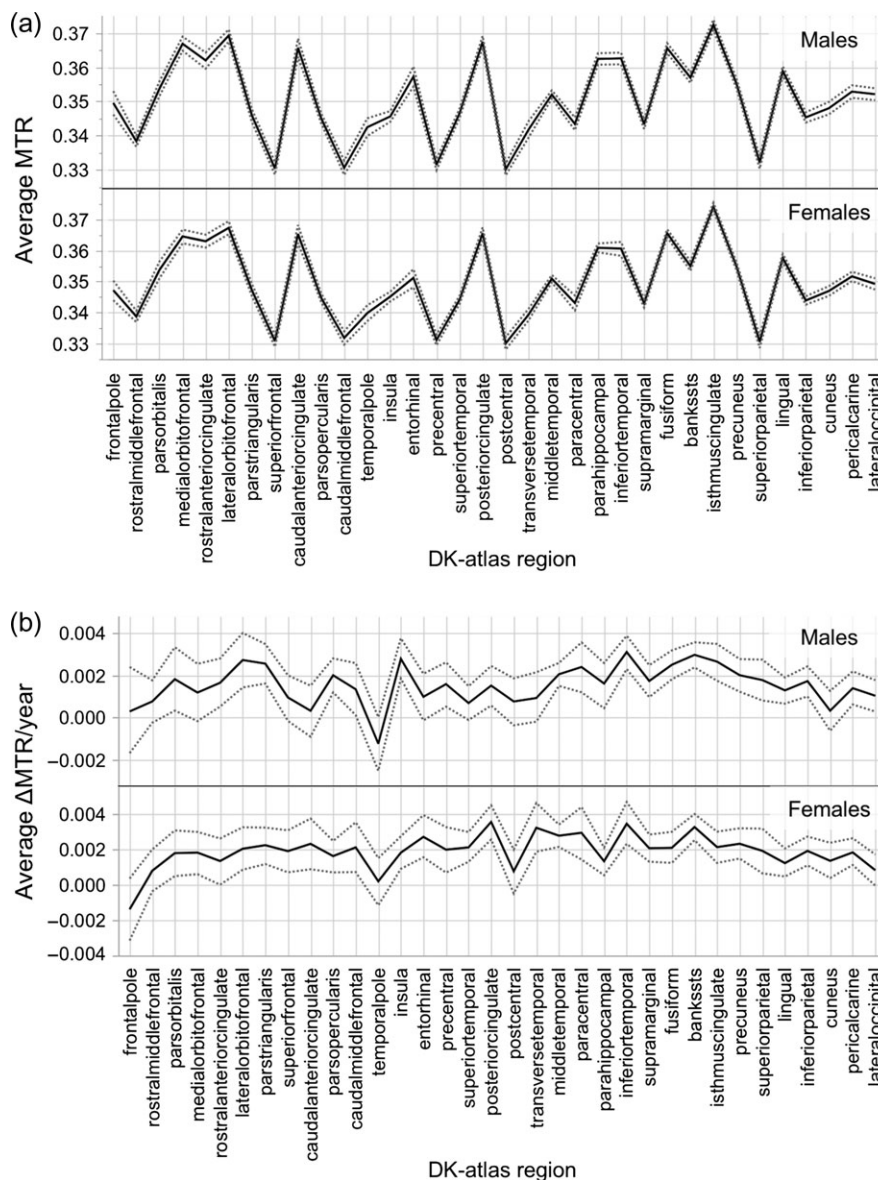 (a)
Males
Average MTR
0.37
0.36
0.35
0.34
0.33
Females
0.37
0.36
0.35
0.34
0.33
frontalpole
rostralmiddlefrontal
parsorbitalis
medialorbitofrontal
rostralanteriorcingulate
lateralorbitofrontal
parstriangularis
superiorfrontal
caudalanteriorcingulate
parsopercularis
caudalmiddlefrontal
temporalpole
insula
entorhinal
precentral
superiortemporal
posteriorcingulate
postcentral
transversetemporal
middletemporal
paracentral
parahippocampal
inferiortemporal
supramarginal
fusiform
bankssts
isthmuscingulate
precuneus
superiorparietal
lingual
inferiorparietal
cuneus
pericalcarine
lateraloccipital
DK-atlas region
(b)
Males
Average ΔMTR/year
0.004
0.002
0.000
−0.002
Females
0.004
0.002
0.000
−0.002
−0.004
frontalpole
rostralmiddlefrontal
parsorbitalis
medialorbitofrontal
rostralanteriorcingulate
lateralorbitofrontal
parstriangularis
superiorfrontal
caudalanteriorcingulate
parsopercularis
caudalmiddlefrontal
temporalpole
insula
entorhinal
precentral
superiortemporal
posteriorcingulate
postcentral
transversetemporal
middletemporal
paracentral
parahippocampal
inferiortemporal
supramarginal
fusiform
bankssts
isthmuscingulate
precuneus
superiorparietal
lingual
inferiorparietal
cuneus
pericalcarine
lateraloccipital
DK-atlas region